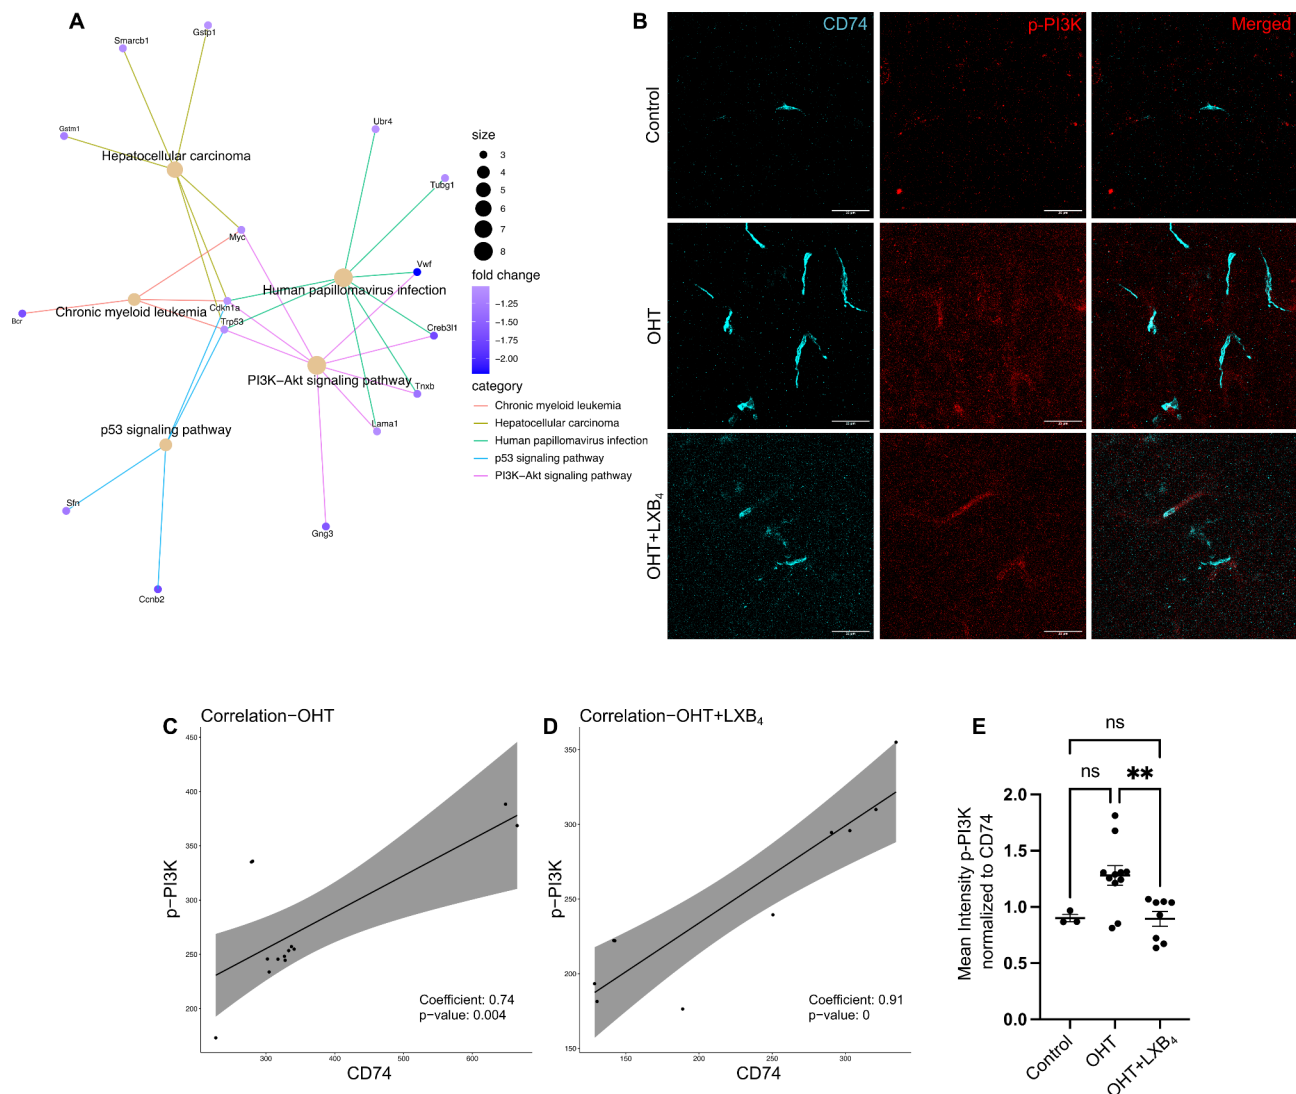 A
Smarcb1
Gstp1
Gstm1
Hepatocellular carcinoma
Ubr4
Tubg1
Myc
Vwf
Human papillomavirus infection
Cdkn1a
Chronic myeloid leukemia
Bcr
Trp53
Creb3l1
PI3K−Akt signaling pathway
Tnxb
Lama1
p53 signaling pathway
Sfn
Gng3
Ccnb2
size
3
4
5
6
7
8
fold change
−1.25
−1.50
−1.75
−2.00
category
Chronic myeloid leukemia
Hepatocellular carcinoma
Human papillomavirus infection
p53 signaling pathway
PI3K−Akt signaling pathway
B
CD74
p-PI3K
Merged
Control
OHT
OHT+LXB4
C
Correlation−OHT
p−PI3K
450
400
350
300
250
200
300
400
500
600
CD74
Coefficient: 0.74
p-value: 0.004
D
Correlation−OHT+LXB4
p−PI3K
350
300
250
200
150
150
200
250
300
CD74
Coefficient: 0.91
p-value: 0
E
ns
ns
**
Mean Intensity p-PI3K
normalized to CD74
2.0
1.5
1.0
0.5
0.0
Control
OHT
OHT+LXB4